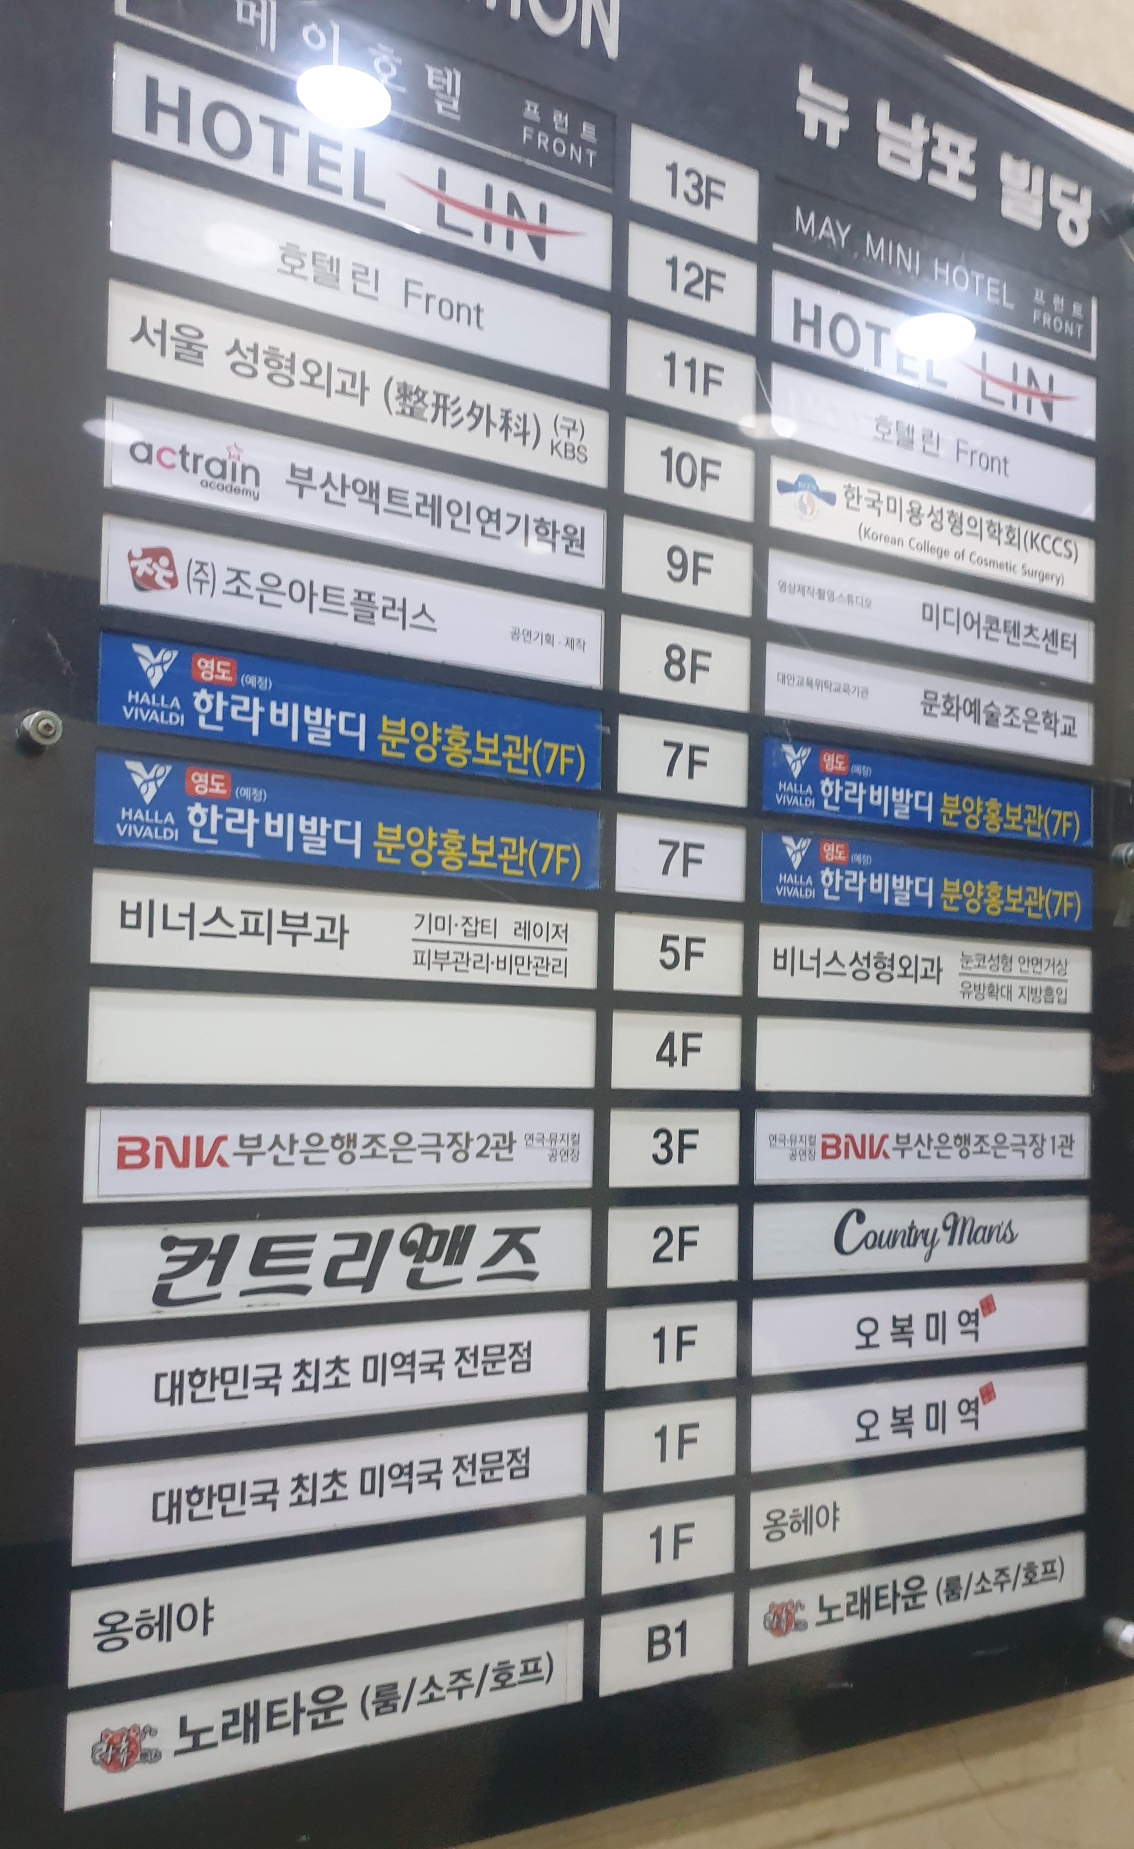 뉴 남포 빌딩
메이호텔 프런트 FRONT
13F
MAY, MINI HOTEL 프런트 FRONT
HOTEL LIN
12F
HOTEL LIN
호텔린 Front
11F
호텔린 Front
서울 성형외과 (整形外科) (구) KBS
10F
한국미용성형의학회(KCCS)
(Korean College of Cosmetic Surgery)
actrain academy 부산액트레인연기학원
9F
영상제작·촬영·스튜디오 미디어콘텐츠센터
(주)조은아트플러스 공연기획·제작
8F
대안교육위탁교육기관 문화예술조은학교
HALLA VIVALDI 영도 (예정) 한라비발디 분양홍보관(7F)
7F
HALLA VIVALDI 영도 (예정) 한라비발디 분양홍보관(7F)
HALLA VIVALDI 영도 (예정) 한라비발디 분양홍보관(7F)
7F
HALLA VIVALDI 영도 (예정) 한라비발디 분양홍보관(7F)
비너스피부과 기미·잡티 레이저
피부관리·비만관리
5F
비너스성형외과 눈코성형 안면거상
유방확대 지방흡입
4F
BNK부산은행조은극장2관 연극·뮤지컬 공연장
3F
연극·뮤지컬 공연장 BNK부산은행조은극장1관
컨트리맨즈
2F
Country Man's
대한민국 최초 미역국 전문점
1F
오복미역
대한민국 최초 미역국 전문점
1F
오복미역
옹헤야
1F
옹헤야
노래타운 (룸/소주/호프)
B1
노래타운 (룸/소주/호프)